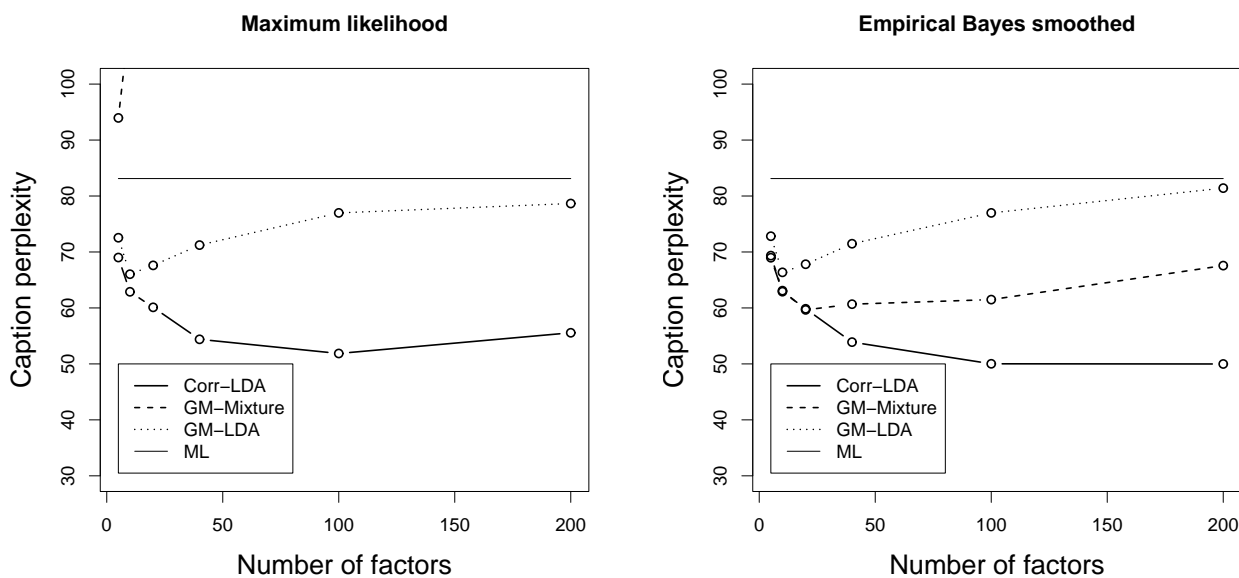 Maximum likelihood
Caption perplexity
100
90
80
70
60
50
40
30
Corr−LDA
GM−Mixture
GM−LDA
ML
0
50
100
150
200
Number of factors
Empirical Bayes smoothed
Caption perplexity
100
90
80
70
60
50
40
30
Corr−LDA
GM−Mixture
GM−LDA
ML
0
50
100
150
200
Number of factors